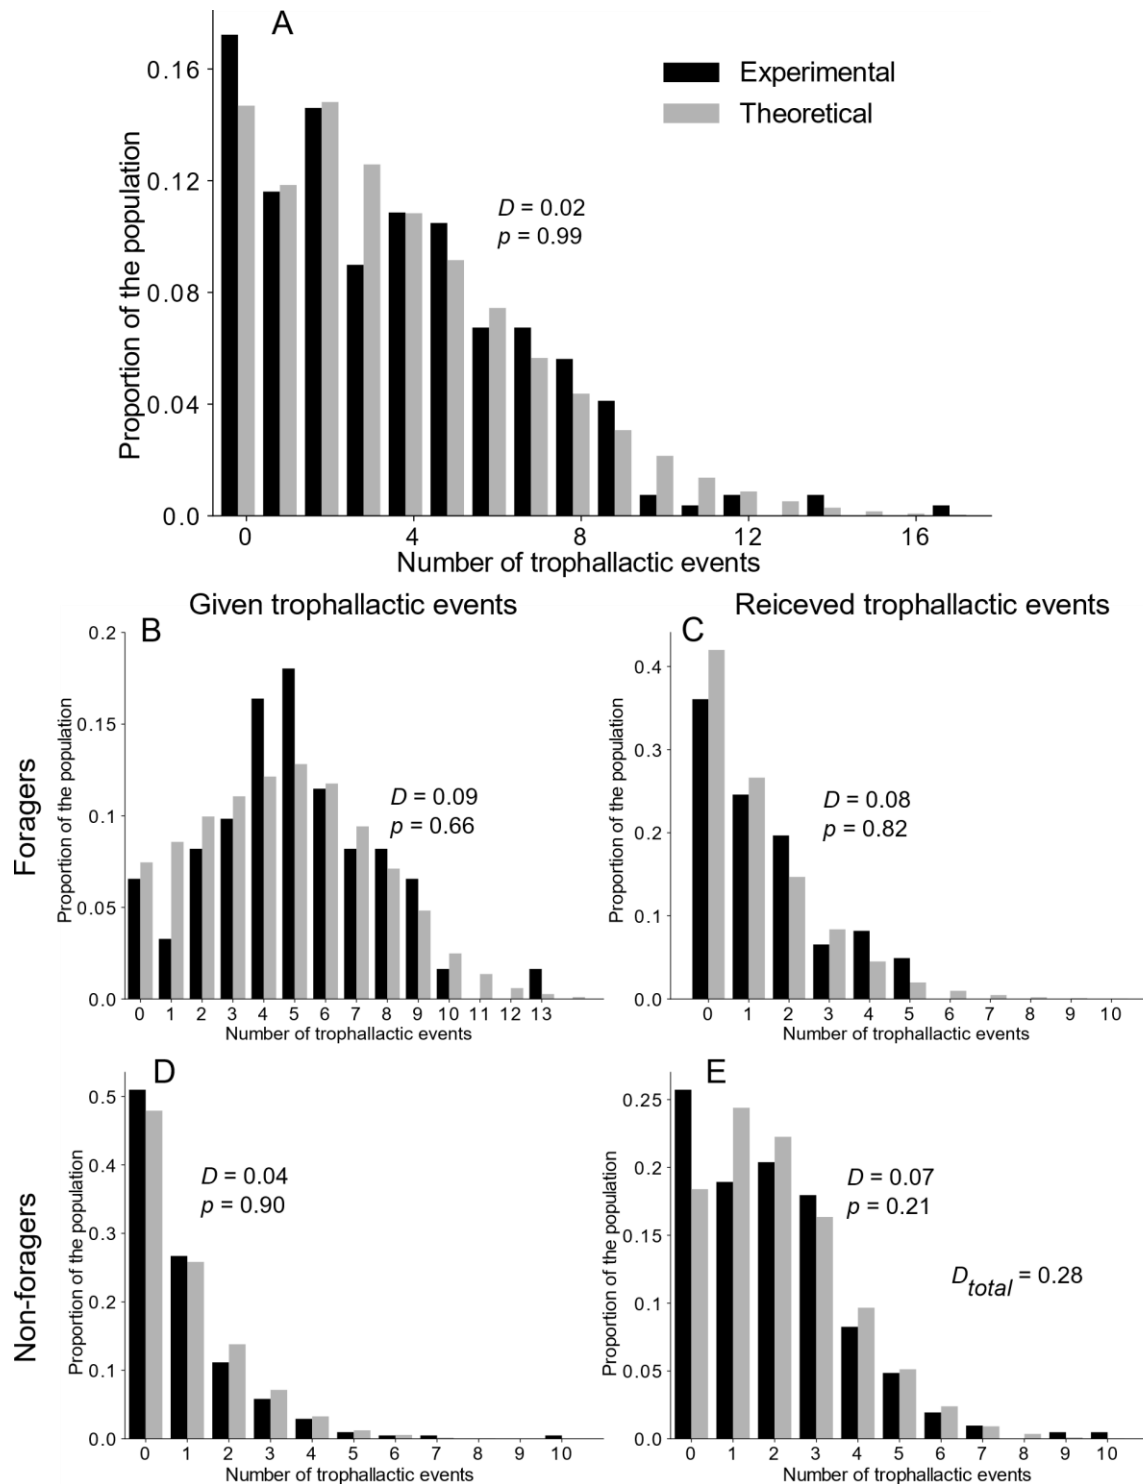 A
Experimental
Theoretical
D = 0.02
p = 0.99
Proportion of the population
0.16
0.12
0.08
0.04
0.0
0 4 8 12 16
Number of trophallactic events
Given trophallactic events
Reiceved trophallactic events
Foragers
B
D = 0.09
p = 0.66
Proportion of the population
0.2
0.15
0.1
0.05
0.0
0 1 2 3 4 5 6 7 8 9 10 11 12 13
Number of trophallactic events
C
D = 0.08
p = 0.82
Proportion of the population
0.4
0.3
0.2
0.1
0.0
0 1 2 3 4 5 6 7 8 9 10
Number of trophallactic events
Non-foragers
D
D = 0.04
p = 0.90
Proportion of the population
0.5
0.4
0.3
0.2
0.1
0.0
0 1 2 3 4 5 6 7 8 9 10
Number of trophallactic events
E
D = 0.07
p = 0.21
Dtotal = 0.28
Proportion of the population
0.25
0.2
0.15
0.1
0.05
0.0
0 1 2 3 4 5 6 7 8 9 10
Number of trophallactic events